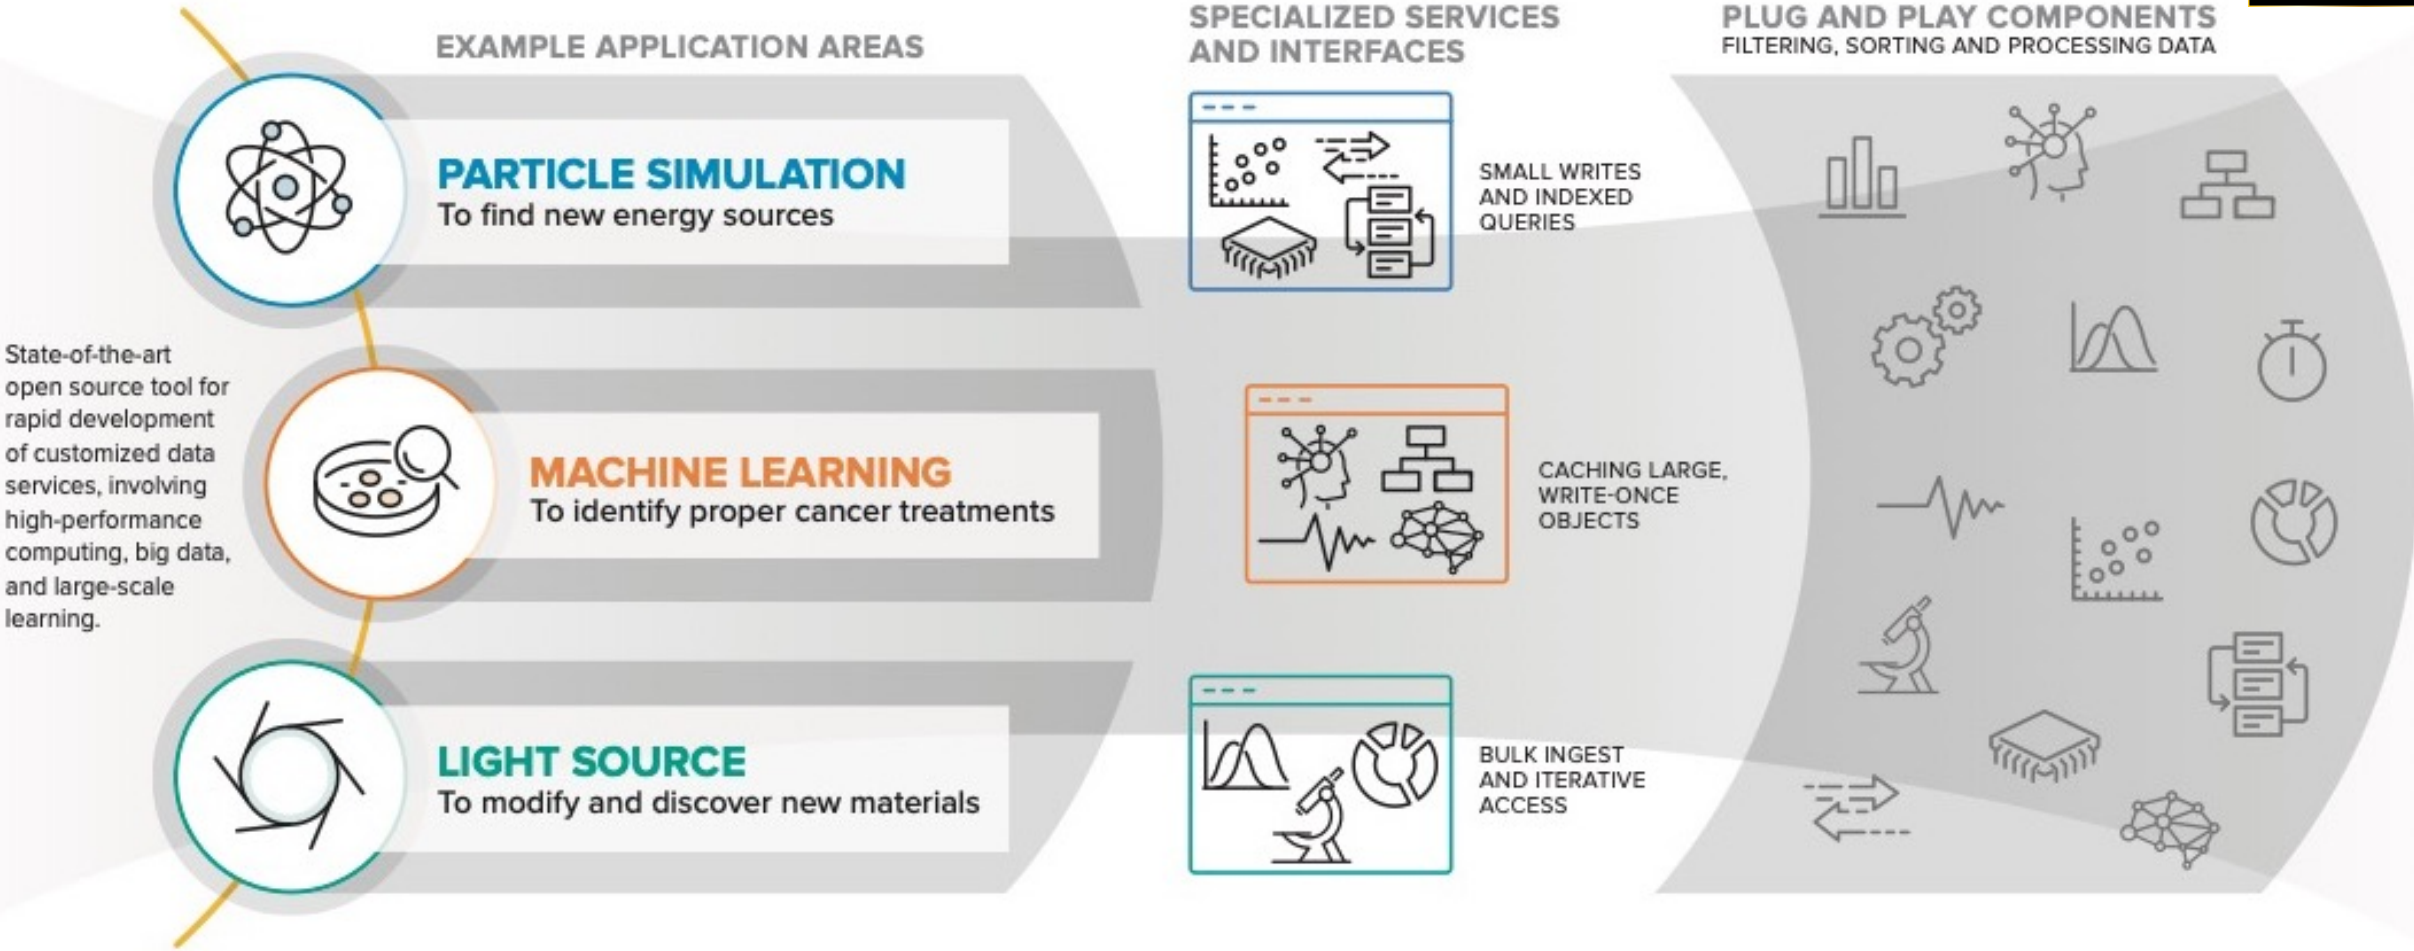 State-of-the-art
open source tool for
rapid development
of customized data
services, involving
high-performance
computing, big data,
and large-scale
learning.
EXAMPLE APPLICATION AREAS
PARTICLE SIMULATION
To find new energy sources
MACHINE LEARNING
To identify proper cancer treatments
LIGHT SOURCE
To modify and discover new materials
SPECIALIZED SERVICES
AND INTERFACES
SMALL WRITES
AND INDEXED
QUERIES
CACHING LARGE,
WRITE-ONCE
OBJECTS
BULK INGEST
AND ITERATIVE
ACCESS
PLUG AND PLAY COMPONENTS
FILTERING, SORTING AND PROCESSING DATA